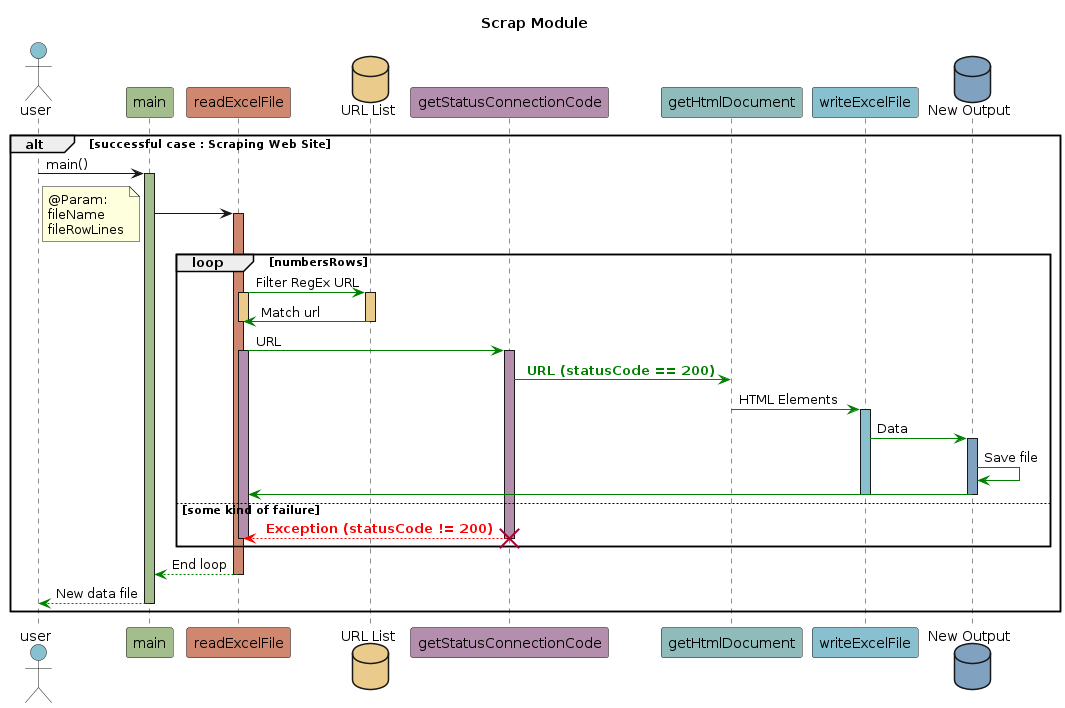 Scrap Module
user
main
readExcelFile
URL List
getStatusConnectionCode
getHtmlDocument
writeExcelFile
New Output
alt
[successful case : Scraping Web Site]
main()
@Param:
fileName
fileRowLines
loop
[numbersRows]
Filter RegEx URL
Match url
URL
URL (statusCode == 200)
HTML Elements
Data
Save file
[some kind of failure]
Exception (statusCode != 200)
End loop
New data file
user
main
readExcelFile
URL List
getStatusConnectionCode
getHtmlDocument
writeExcelFile
New Output